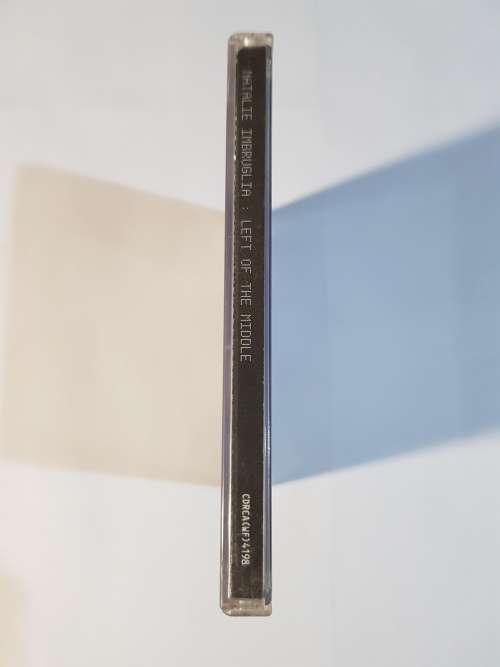 NATALIE IMBRUGLIA : LEFT OF THE MIDDLE
CDRCA(WF)4198